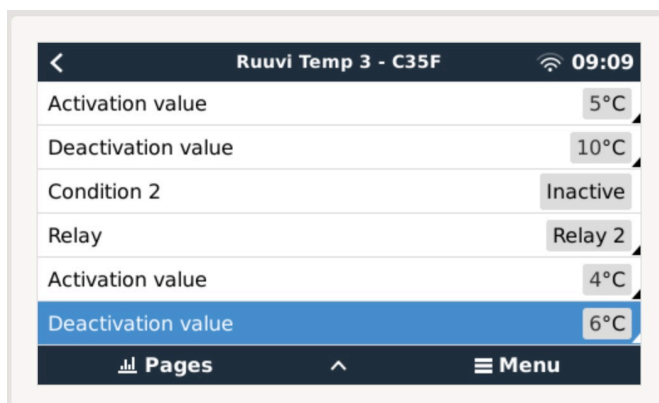 Ruuvi Temp 3 - C35F 09:09
Activation value 5°C
Deactivation value 10°C
Condition 2 Inactive
Relay Relay 2
Activation value 4°C
Deactivation value 6°C
Pages Menu